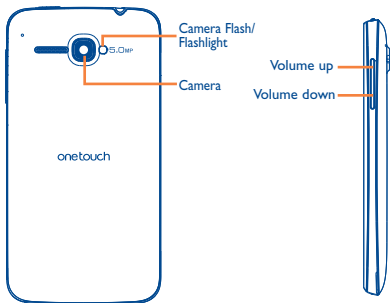 Camera Flash/
Flashlight
5.0MP
Camera
onetouch
Volume up
Volume down